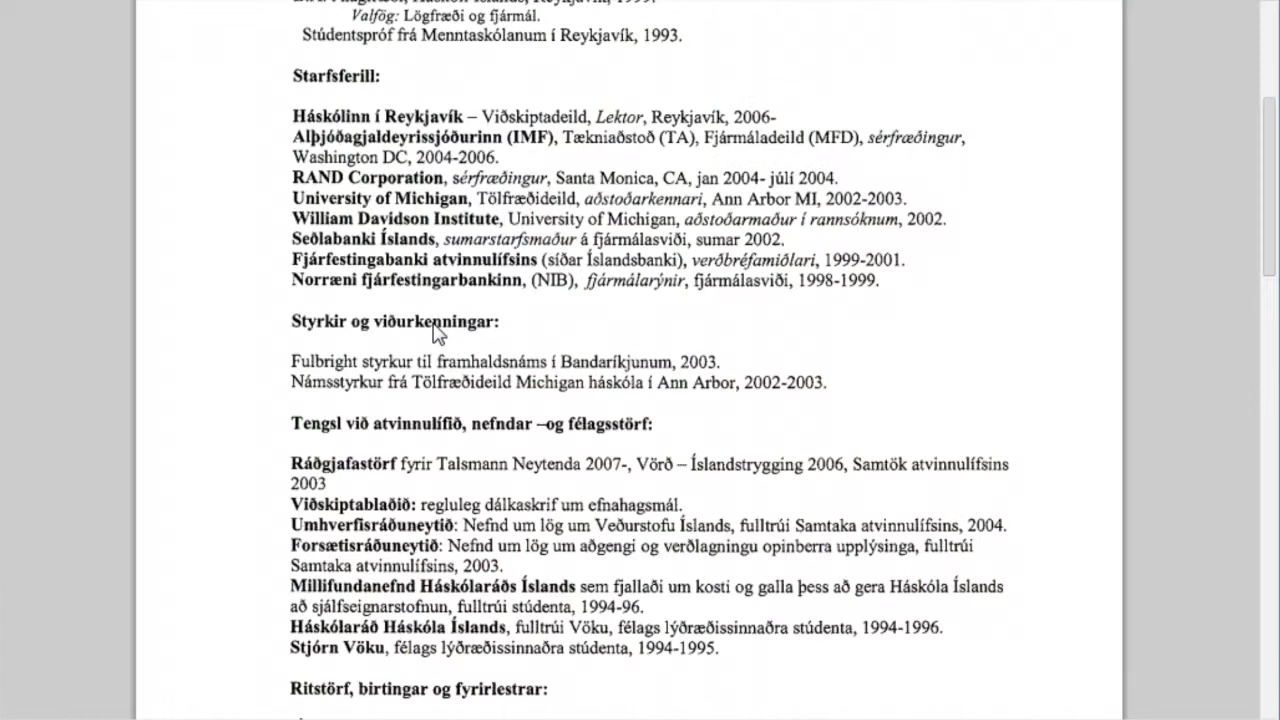 Valfög: Lögfræði og fjármál.
Stúdentspróf frá Menntaskólanum í Reykjavík, 1993.
Starfsferill:
Háskólinn í Reykjavík – Viðskiptadeild, Lektor, Reykjavík, 2006-
Alþjóðagjaldeyrissjóðurinn (IMF), Tækniaðstoð (TA), Fjármáladeild (MFD), sérfræðingur,
Washington DC, 2004-2006.
RAND Corporation, sérfræðingur, Santa Monica, CA, jan 2004- júlí 2004.
University of Michigan, Tölfræðideild, aðstoðarkennari, Ann Arbor MI, 2002-2003.
William Davidson Institute, University of Michigan, aðstoðarmaður í rannsóknum, 2002.
Seðlabanki Íslands, sumarstarfsmaður á fjármálasviði, sumar 2002.
Fjárfestingabanki atvinnulífsins (síðar Íslandsbanki), verðbréfamiðlari, 1999-2001.
Norræni fjárfestingarbankinn, (NIB), fjármálarýnir, fjármálasviði, 1998-1999.
Styrkir og viðurkenningar:
Fulbright styrkur til framhaldsnáms í Bandaríkjunum, 2003.
Námsstyrkur frá Tölfræðideild Michigan háskóla í Ann Arbor, 2002-2003.
Tengsl við atvinnulífið, nefndar –og félagsstörf:
Ráðgjafastörf fyrir Talsmann Neytenda 2007-, Vörð – Íslandstrygging 2006, Samtök atvinnulífsins
2003
Viðskiptablaðið: regluleg dálkaskrif um efnahagsmál.
Umhverfisráðuneytið: Nefnd um lög um Veðurstofu Íslands, fulltrúi Samtaka atvinnulífsins, 2004.
Forsætisráðuneytið: Nefnd um lög um aðgengi og verðlagningu opinberra upplýsinga, fulltrúi
Samtaka atvinnulífsins, 2003.
Millifundanefnd Háskólaráðs Íslands sem fjallaði um kosti og galla þess að gera Háskóla Íslands
að sjálfseignarstofnun, fulltrúi stúdenta, 1994-96.
Háskólaráð Háskóla Íslands, fulltrúi Vöku, félags lýðræðissinnaðra stúdenta, 1994-1996.
Stjórn Vöku, félags lýðræðissinnaðra stúdenta, 1994-1995.
Ritstörf, birtingar og fyrirlestrar: